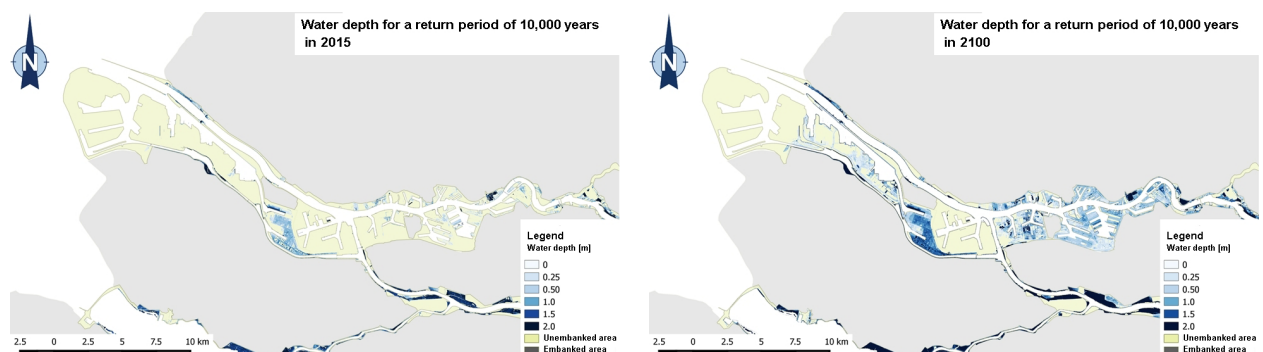 Water depth for a return period of 10,000 years
in 2015
N
Legend
Water depth [m]
0
0.25
0.50
1.0
1.5
2.0
Unembanked area
Embanked area
2.5 0 2.5 5 7.5 10 km
Water depth for a return period of 10,000 years
in 2100
N
Legend
Water depth [m]
0
0.25
0.50
1.0
1.5
2.0
Unembanked area
Embanked area
2.5 0 2.5 5 7.5 10 km